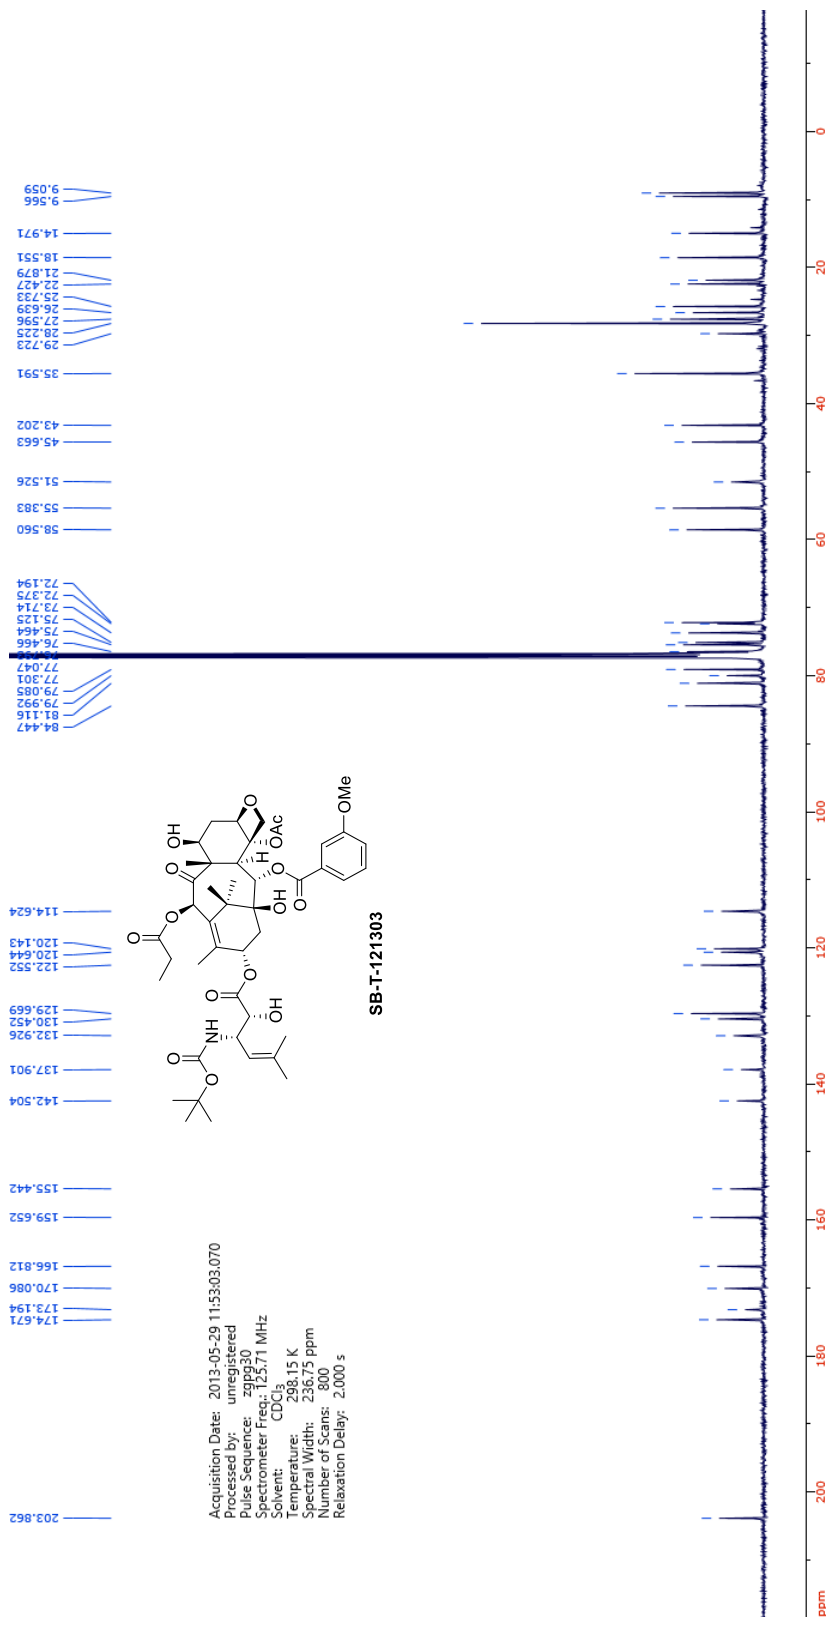 203.862
174.671
173.194
170.086
166.812
159.652
155.442
142.504
137.901
132.926
130.452
129.669
122.552
120.644
120.143
114.624
84.447
81.116
79.992
79.085
77.301
77.047
76.466
75.464
75.125
73.714
72.375
72.194
58.560
55.383
51.526
45.663
43.202
35.591
29.723
28.225
27.596
26.639
25.733
22.427
21.879
18.551
14.971
9.566
9.059
Acquisition Date: 2013-05-29 11:53:03.070
Processed by: unregistered
Pulse Sequence: zgpg30
Spectrometer Freq.: 125.71 MHz
Solvent: CDCl3
Temperature: 298.15 K
Spectral Width: 236.75 ppm
Number of Scans: 800
Relaxation Delay: 2.000 s
O
O
NH
O
OH
O
O
O
O
OH
O
H
OAc
OH
O
O
OMe
SB-T-121303
ppm 200 180 160 140 120 100 80 60 40 20 0